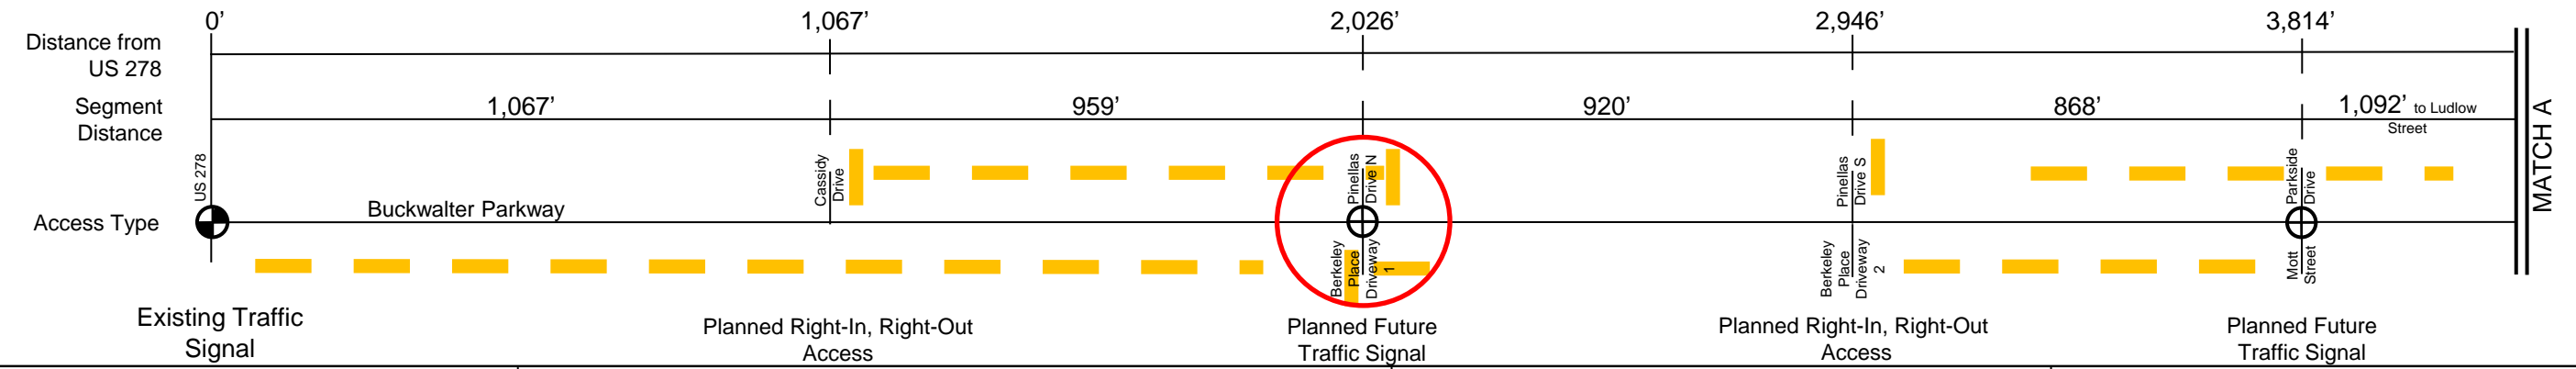 0’ 1,067’ 2,026’ 2,946’ 3,814’
Distance from
US 278
Segment
Distance
1,067’ 959’ 920’ 868’ 1,092’ to Ludlow
Street
MATCH A
US 278
Cassidy
Drive
Pinellas
Drive N
Pinellas
Drive S
Parkside
Drive
Access Type
Buckwalter Parkway
Berkeley
Place
Driveway
1
Berkeley
Place
Driveway
2
Mott
Street
Existing Traffic
Signal
Planned Right-In, Right-Out
Access
Planned Future
Traffic Signal
Planned Right-In, Right-Out
Access
Planned Future
Traffic Signal